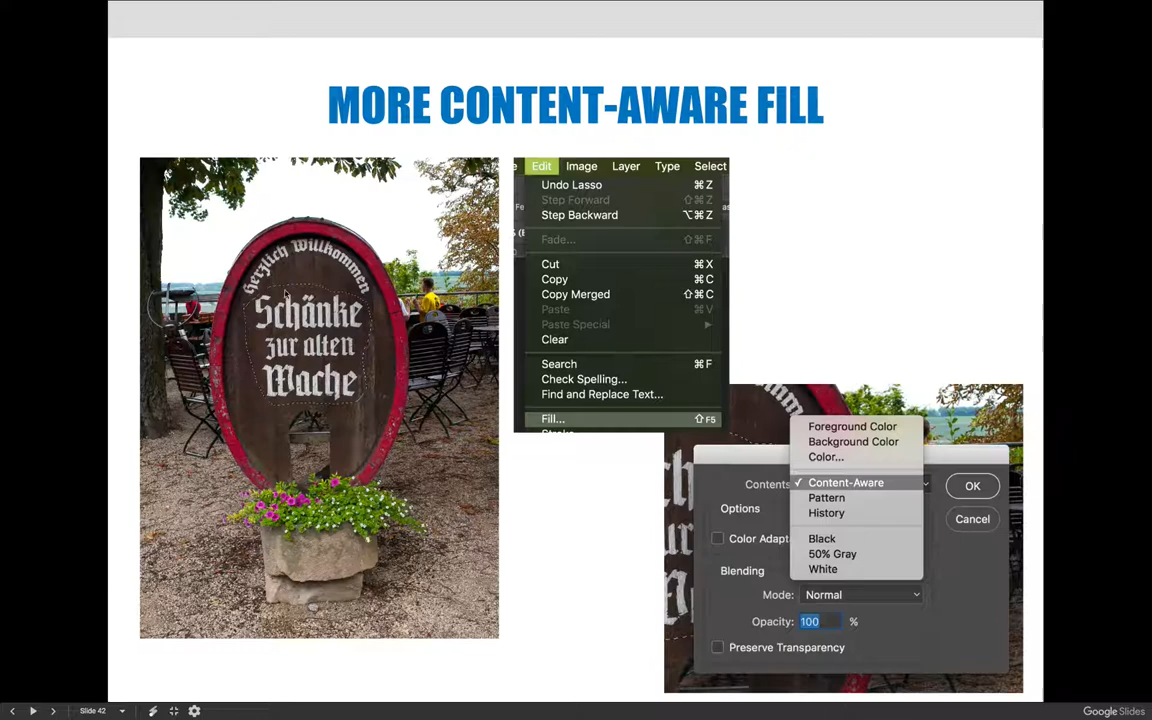 MORE CONTENT-AWARE FILL
Herzlich Willkommen
Schänke
zur alten
Wache
Edit Image Layer Type Select
Undo Lasso ⌘Z
Step Forward ⇧⌘Z
Step Backward ⌥⌘Z
Fade... ⇧⌘F
Cut ⌘X
Copy ⌘C
Copy Merged ⇧⌘C
Paste ⌘V
Paste Special
Clear
Search ⌘F
Check Spelling...
Find and Replace Text...
Fill... ⇧F5
Foreground Color
Background Color
Color...
Contents ✓ Content-Aware OK
Pattern
Options
History
Cancel
Color Adapt
Black
50% Gray
Blending
White
Mode: Normal
Opacity: 100 %
Preserve Transparency
Slide 42
Google Slides